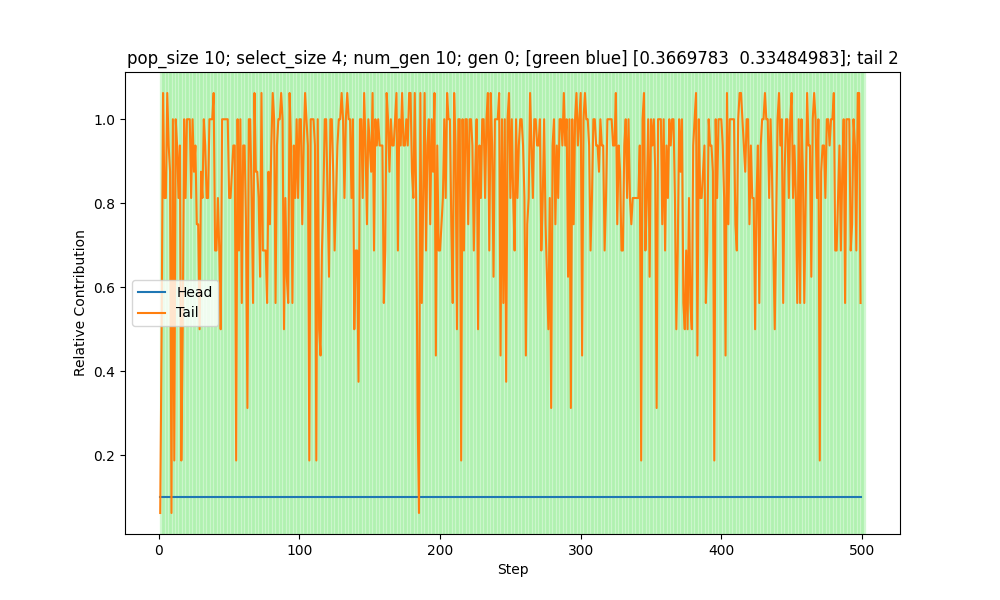 pop_size 10; select_size 4; num_gen 10; gen 0; [green blue] [0.3669783  0.33484983]; tail 2
1.0
0.8
0.6
0.4
0.2
Relative Contribution
Head
Tail
0 100 200 300 400 500
Step